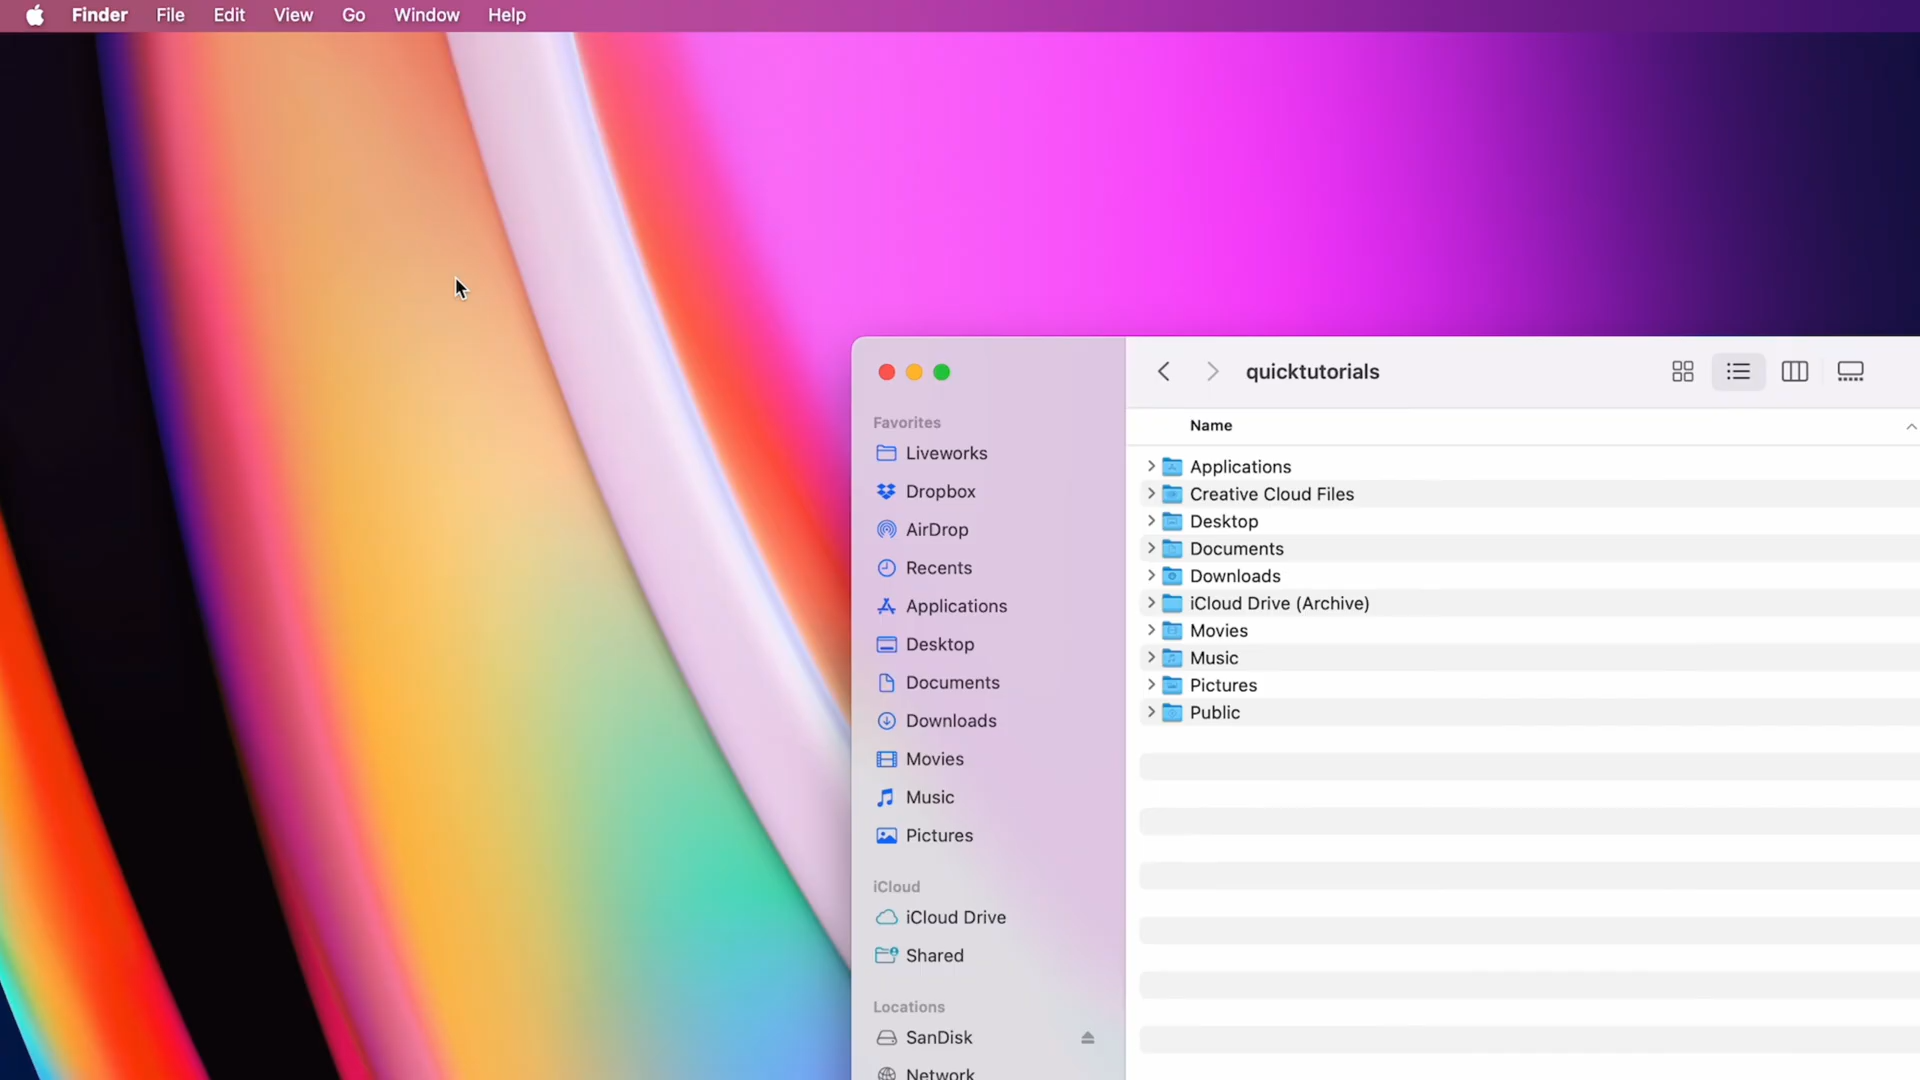 Finder File Edit View Go Window Help
quicktutorials
Favorites
Liveworks
Dropbox
AirDrop
Recents
Applications
Desktop
Documents
Downloads
Movies
Music
Pictures
iCloud
iCloud Drive
Shared
Locations
SanDisk
Network
Name
Applications
Creative Cloud Files
Desktop
Documents
Downloads
iCloud Drive (Archive)
Movies
Music
Pictures
Public